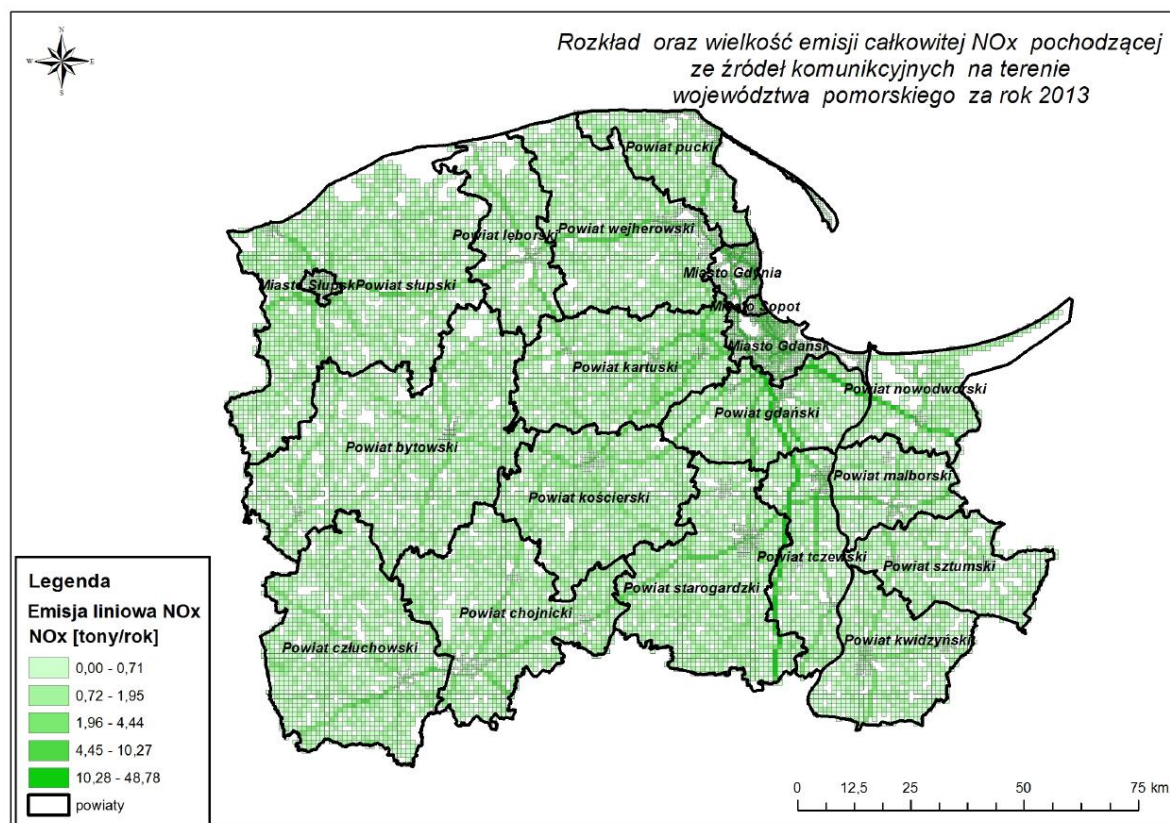 Rozkład oraz wielkość emisji całkowitej NOx pochodzącej
ze źródeł komunikcyjnych na terenie
województwa pomorskiego za rok 2013
N
W
E
S
Powiat pucki
Powiat lęborski
Powiat wejherowski
Miasto Gdynia
Miasto Słupsk
Powiat słupski
Miasto Sopot
Miasto Gdańsk
Powiat kartuski
Powiat nowodworski
Powiat gdański
Powiat bytowski
Powiat malborski
Powiat kościerski
Powiat tczewski
Powiat sztumski
Powiat starogardzki
Powiat chojnicki
Powiat kwidzyński
Powiat człuchowski
Legenda
Emisja liniowa NOx
NOx [tony/rok]
0,00 - 0,71
0,72 - 1,95
1,96 - 4,44
4,45 - 10,27
10,28 - 48,78
powiaty
0 12,5 25 50 75 km